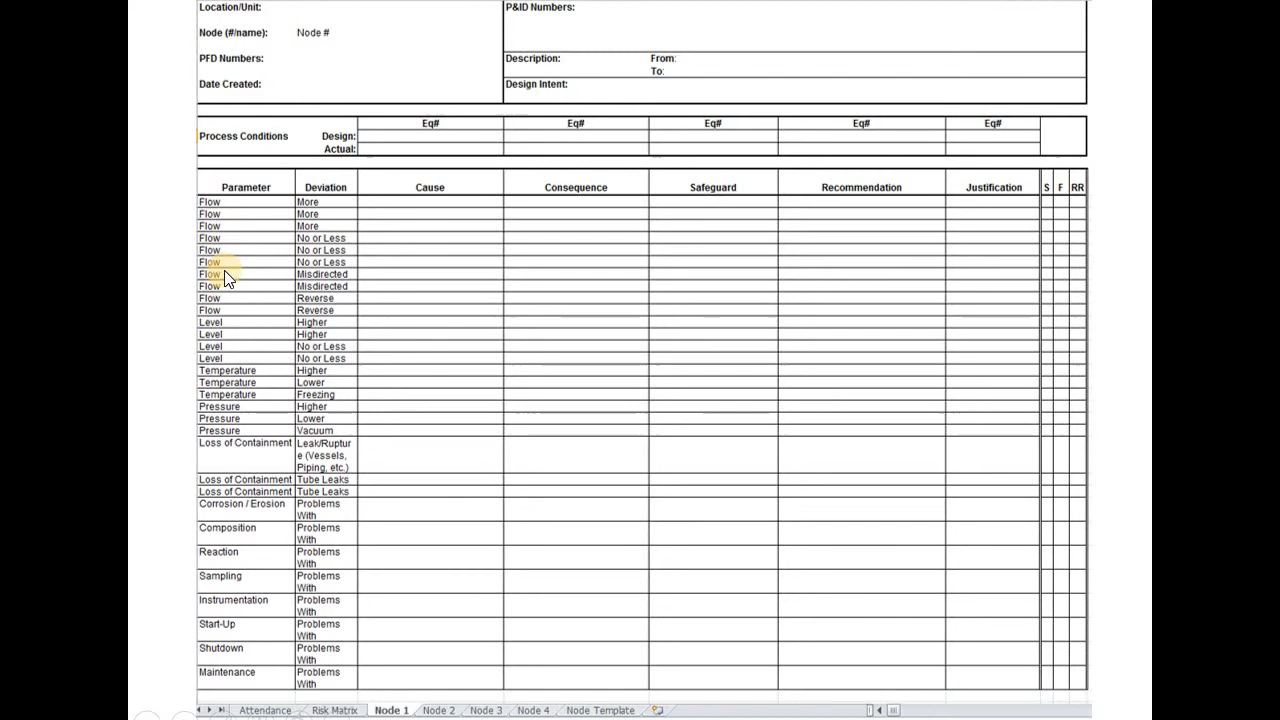 Location/Unit: P&ID Numbers:
Node (#/name): Node #
PFD Numbers: Description: From:
To:
Date Created: Design Intent:
Eq# Eq# Eq# Eq# Eq#
Process Conditions Design:
Actual:
Parameter Deviation Cause Consequence Safeguard Recommendation Justification S F RR
Flow More
Flow More
Flow More
Flow No or Less
Flow No or Less
Flow No or Less
Flow Misdirected
Flow Misdirected
Flow Reverse
Flow Reverse
Level Higher
Level Higher
Level No or Less
Level No or Less
Temperature Higher
Temperature Lower
Temperature Freezing
Pressure Higher
Pressure Lower
Pressure Vacuum
Loss of Containment Leak/Ruptur
e (Vessels,
Piping, etc.)
Loss of Containment Tube Leaks
Loss of Containment Tube Leaks
Corrosion / Erosion Problems
With
Composition Problems
With
Reaction Problems
With
Sampling Problems
With
Instrumentation Problems
With
Start-Up Problems
With
Shutdown Problems
With
Maintenance Problems
With
Attendance Risk Matrix Node 1 Node 2 Node 3 Node 4 Node Template